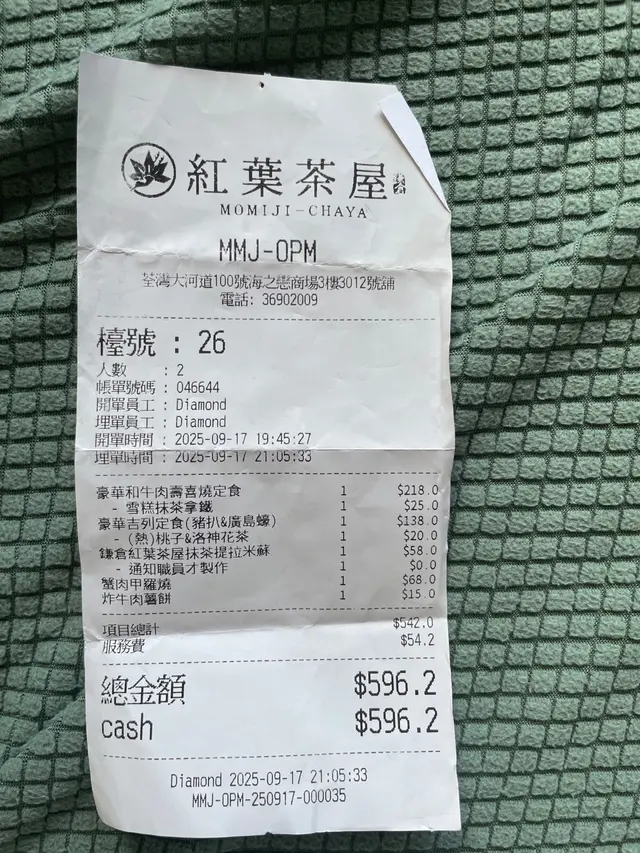 紅葉茶屋
MOMIJI-CHAYA
MMJ-OPM
荃灣大河道100號海之戀商場3樓3012號舖
電話: 36902009
檯號 : 26
人數 : 2
帳單號碼 : 046644
開單員工 : Diamond
埋單員工 : Diamond
開單時間 : 2025-09-17 19:45:27
埋單時間 : 2025-09-17 21:05:33
豪華和牛肉壽喜燒定食 1 $218.0
- 雪糕抹茶拿鐵 1 $25.0
豪華吉列定食(豬扒&廣島蠔) 1 $138.0
- (熱)桃子&洛神花茶 1 $20.0
鎌倉紅葉茶屋抹茶提拉米蘇 1 $58.0
- 通知職員才製作 1 $0.0
蟹肉甲羅燒 1 $68.0
炸牛肉薯餅 1 $15.0
項目總計 $542.0
服務費 $54.2
總金額 $596.2
cash $596.2
Diamond 2025-09-17 21:05:33
MMJ-OPM-250917-000035